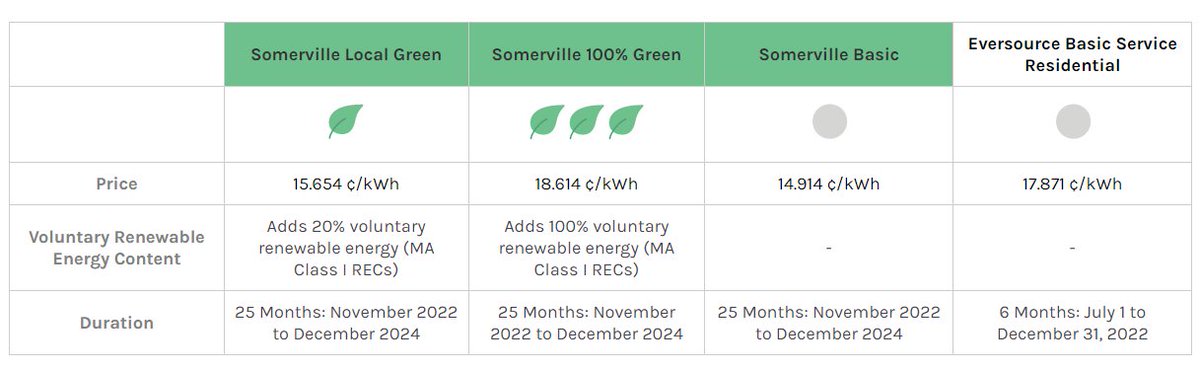 Somerville Local Green
Somerville 100% Green
Somerville Basic
Eversource Basic Service
Residential
Price
15.654 ¢/kWh
18.614 ¢/kWh
14.914 ¢/kWh
17.871 ¢/kWh
Voluntary Renewable
Energy Content
Adds 20% voluntary
renewable energy (MA
Class I RECs)
Adds 100% voluntary
renewable energy (MA
Class I RECs)
-
-
Duration
25 Months: November 2022
to December 2024
25 Months: November
2022 to December 2024
25 Months: November 2022
to December 2024
6 Months: July 1 to
December 31, 2022